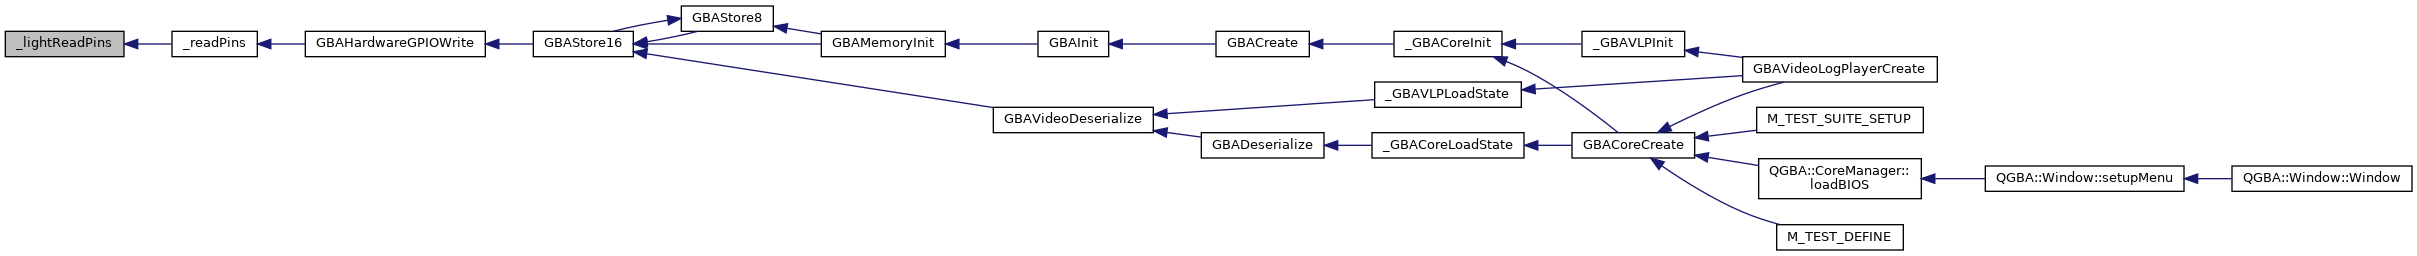 _lightReadPins
_readPins
GBAHardwareGPIOWrite
GBAStore16
GBAStore8
GBAMemoryInit
GBAInit
GBACreate
_GBACoreInit
_GBAVLPInit
GBAVideoLogPlayerCreate
_GBAVLPLoadState
GBAVideoDeserialize
GBADeserialize
_GBACoreLoadState
GBACoreCreate
M_TEST_SUITE_SETUP
QGBA::CoreManager::
loadBIOS
QGBA::Window::setupMenu
QGBA::Window::Window
M_TEST_DEFINE